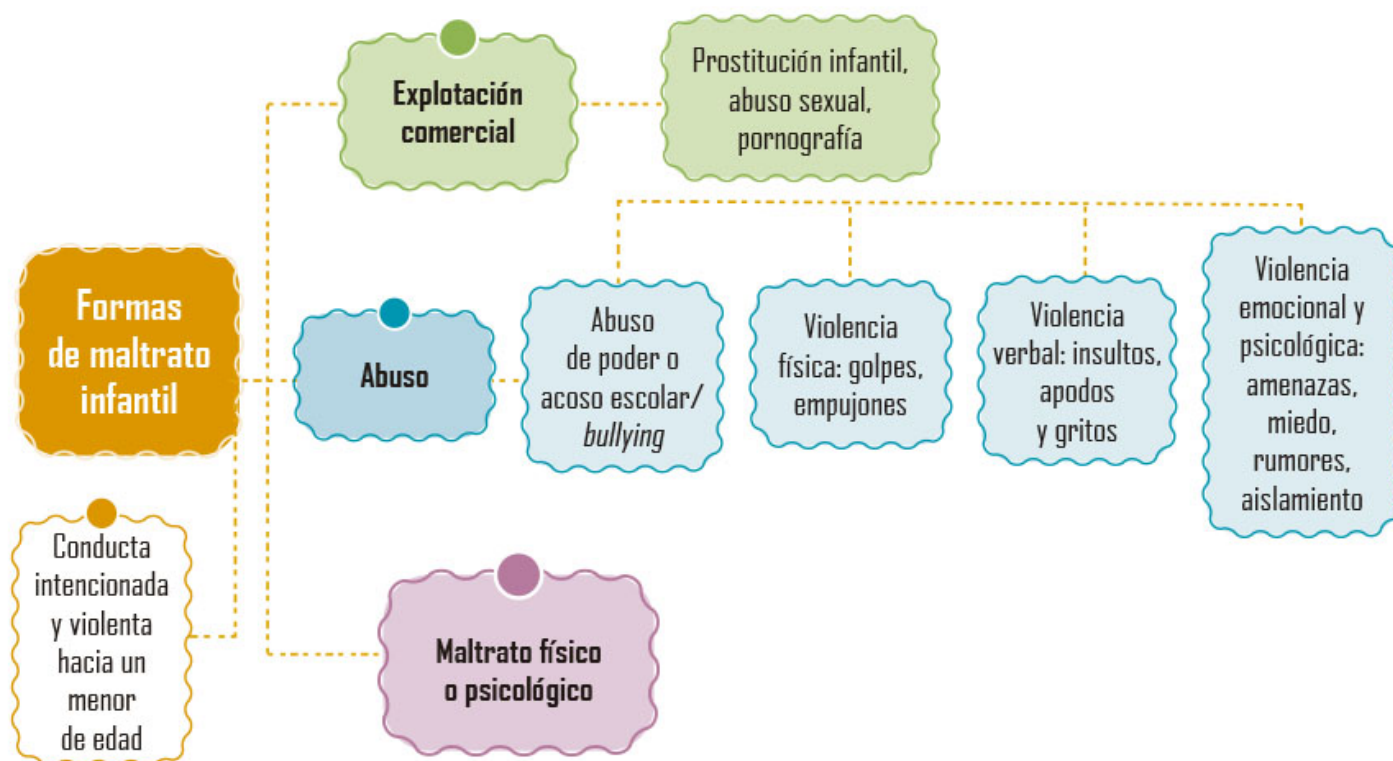 Explotación
comercial
Prostitución infantil,
abuso sexual,
pornografía
Formas
de maltrato
infantil
Abuso
Abuso
de poder o
acoso escolar/
bullying
Violencia
física: golpes,
empujones
Violencia
verbal: insultos,
apodos
y gritos
Violencia
emocional y
psicológica:
amenazas,
miedo,
rumores,
aislamiento
Conducta
intencionada
y violenta
hacia un
menor
de edad
Maltrato físico
o psicológico